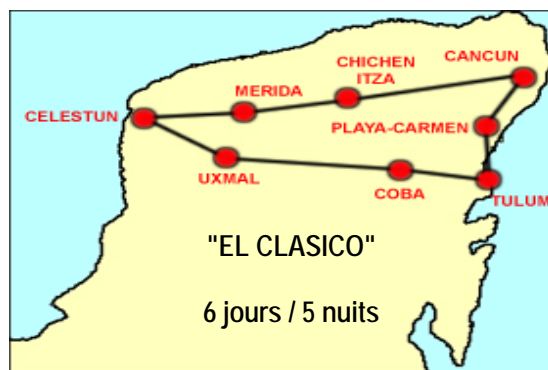 CANCUN
CHICHEN
ITZA
MERIDA
CELESTUN
PLAYA-CARMEN
UXMAL
COBA
TULUM
"EL CLASICO"
6 jours / 5 nuits